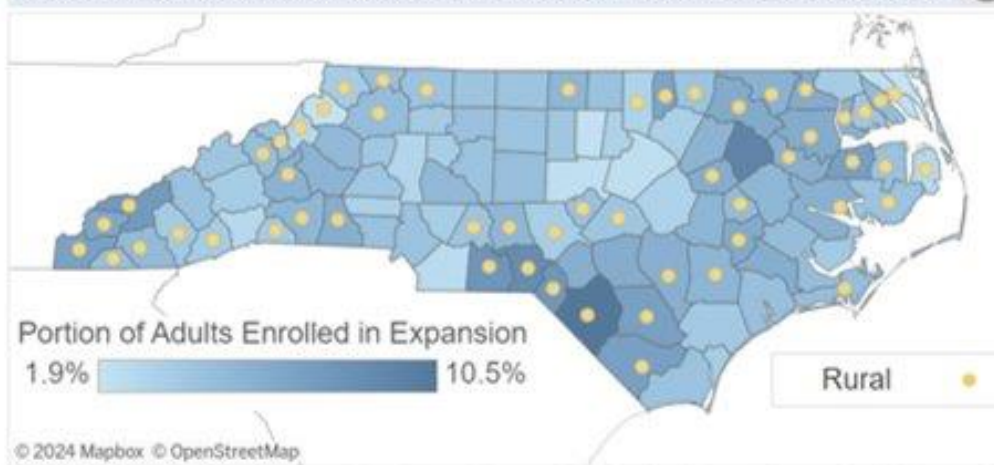 Portion of Adults Enrolled in Expansion
1.9% 10.5%
Rural
© 2024 Mapbox © OpenStreetMap